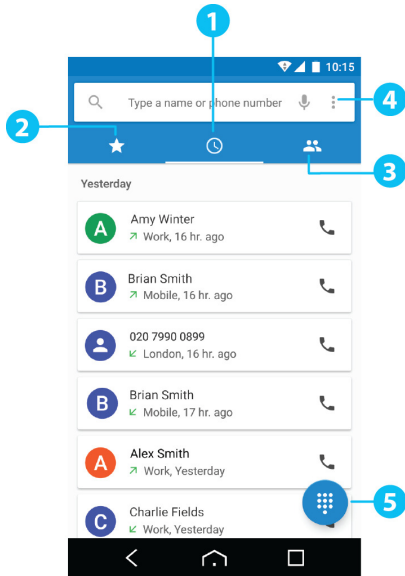 1
10:15
Type a name or phone number
4
2
3
Yesterday
A
Amy Winter
Work, 16 hr. ago
B
Brian Smith
Mobile, 16 hr. ago
020 7990 0899
London, 16 hr. ago
B
Brian Smith
Mobile, 17 hr. ago
A
Alex Smith
Work, Yesterday
5
C
Charlie Fields
Work, Yesterday